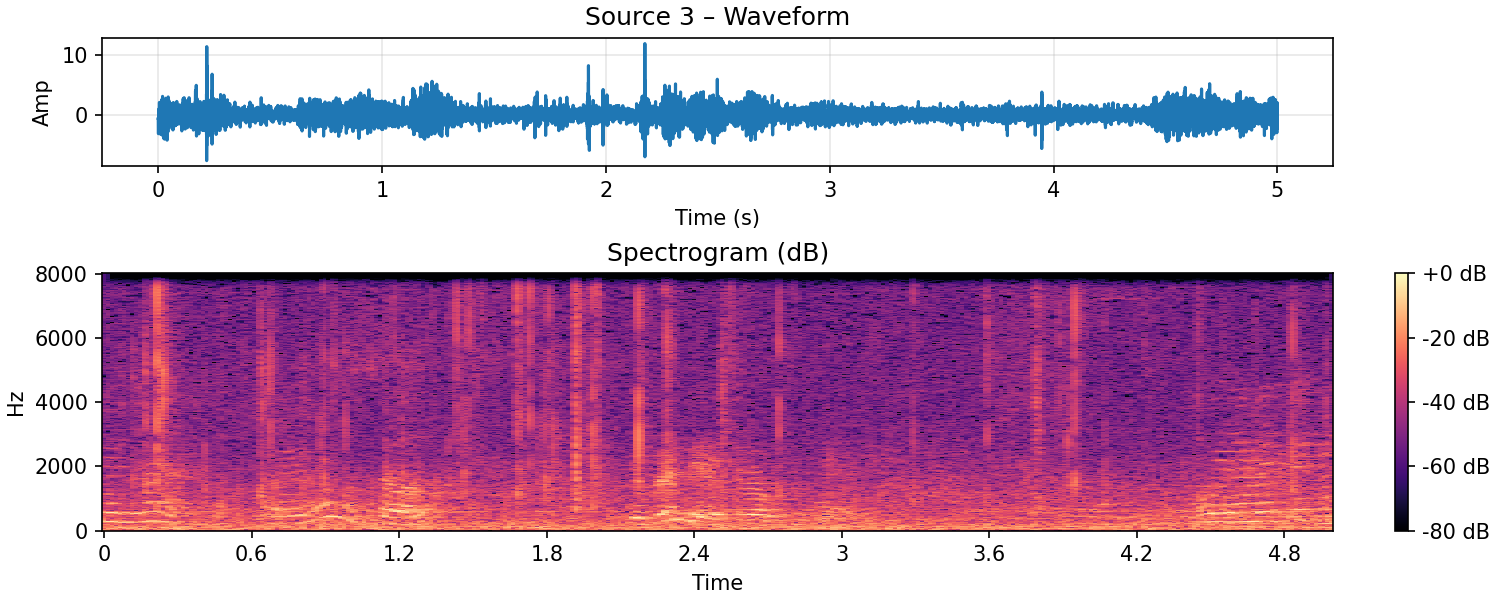 Source 3 – Waveform
10
0
Amp
0 1 2 3 4 5
Time (s)
Spectrogram (dB)
8000
6000
4000
2000
0
Hz
0 0.6 1.2 1.8 2.4 3 3.6 4.2 4.8
Time
+0 dB
-20 dB
-40 dB
-60 dB
-80 dB